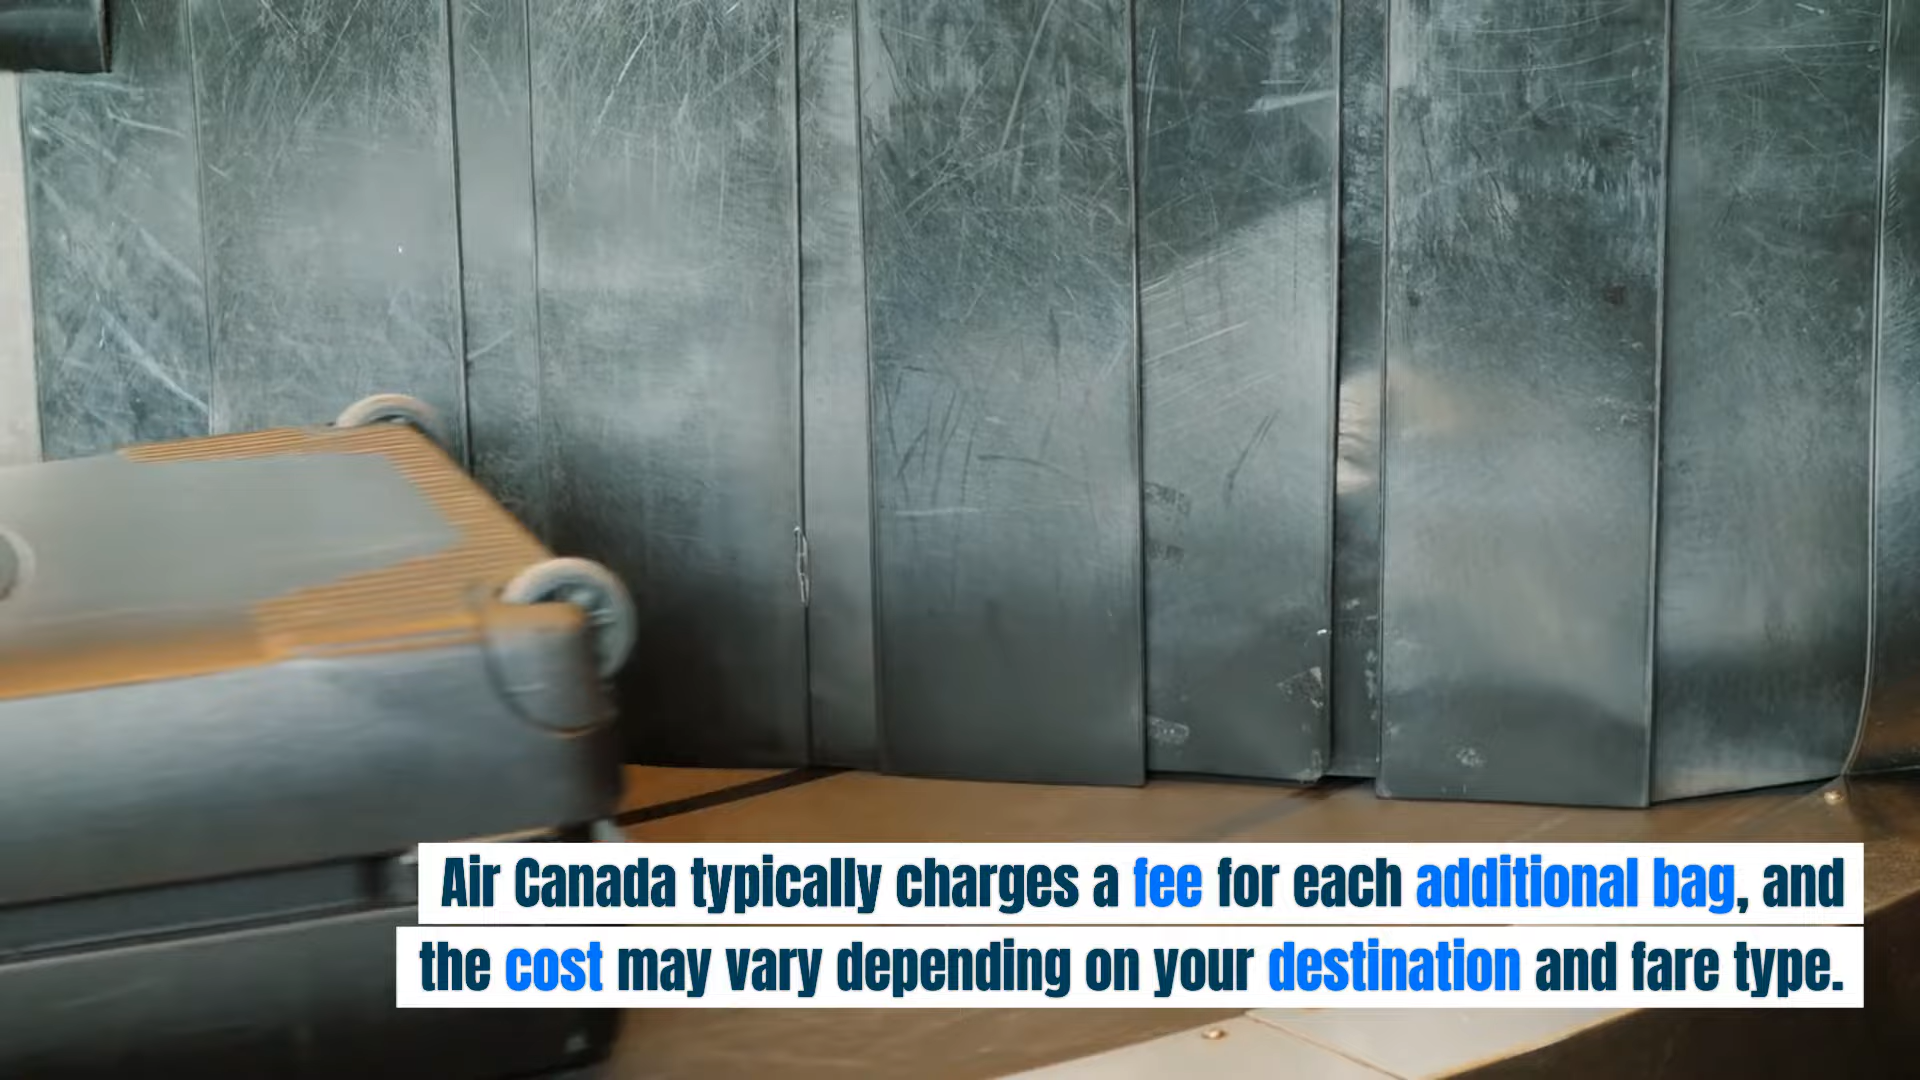 Air Canada typically charges a fee for each additional bag, and
the cost may vary depending on your destination and fare type.